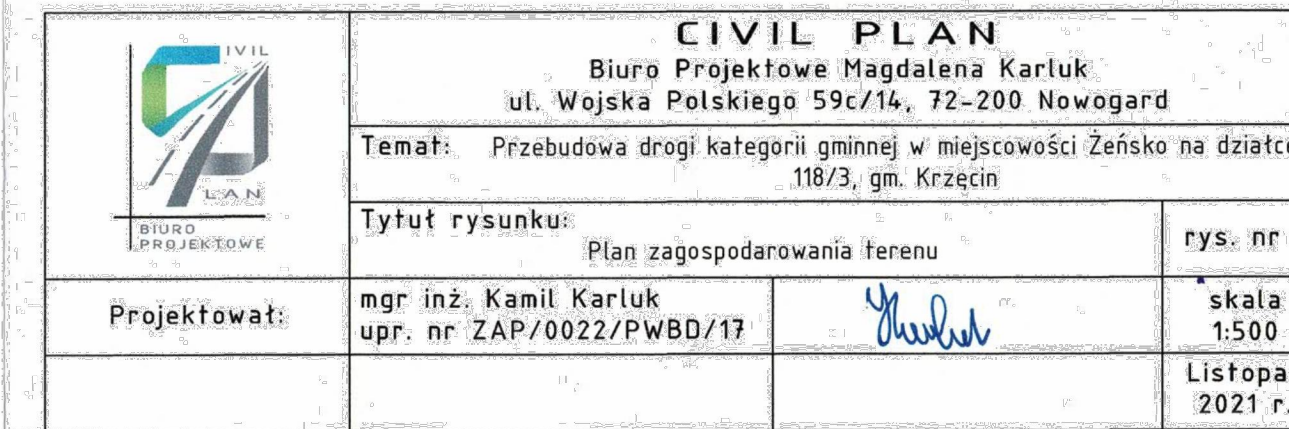 IVIL
LAN
BIURO
PROJEKTOWE
CIVIL PLAN
Biuro Projektowe Magdalena Karluk
ul. Wojska Polskiego 59c/14, 72-200 Nowogard
Temat: Przebudowa drogi kategorii gminnej w miejscowości Żeńsko na działce
118/3, gm. Krzęcin
Tytuł rysunku:
Plan zagospodarowania terenu
rys. nr
Projektował:
mgr inż. Kamil Karluk
upr. nr ZAP/0022/PWBD/17
skala
1:500
Listopa
2021 r.